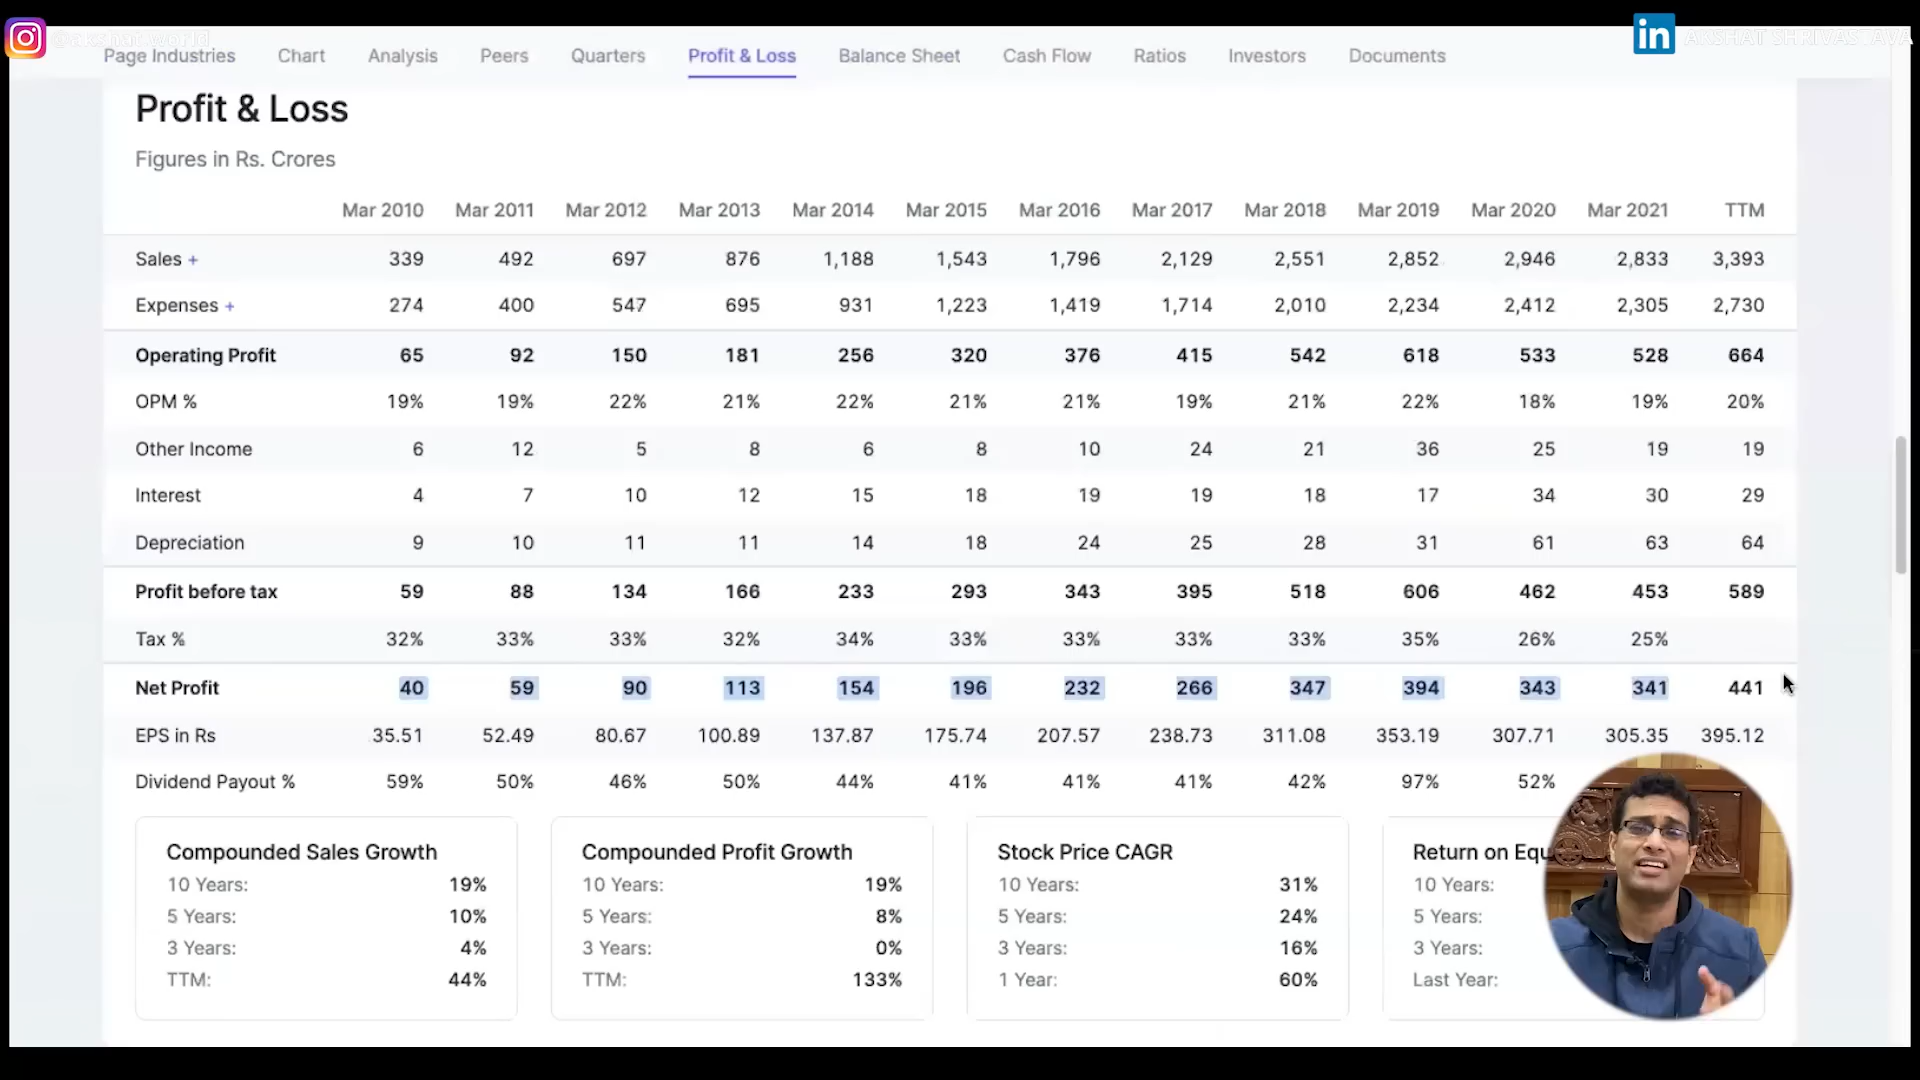 @akshat.world
in AKSHAT SHRIVASTAVA
Page Industries Chart Analysis Peers Quarters Profit & Loss Balance Sheet Cash Flow Ratios Investors Documents
Profit & Loss
Figures in Rs. Crores
Mar 2010 Mar 2011 Mar 2012 Mar 2013 Mar 2014 Mar 2015 Mar 2016 Mar 2017 Mar 2018 Mar 2019 Mar 2020 Mar 2021 TTM
Sales + 339 492 697 876 1,188 1,543 1,796 2,129 2,551 2,852 2,946 2,833 3,393
Expenses + 274 400 547 695 931 1,223 1,419 1,714 2,010 2,234 2,412 2,305 2,730
Operating Profit 65 92 150 181 256 320 376 415 542 618 533 528 664
OPM % 19% 19% 22% 21% 22% 21% 21% 19% 21% 22% 18% 19% 20%
Other Income 6 12 5 8 6 8 10 24 21 36 25 19 19
Interest 4 7 10 12 15 18 19 19 18 17 34 30 29
Depreciation 9 10 11 11 14 18 24 25 28 31 61 63 64
Profit before tax 59 88 134 166 233 293 343 395 518 606 462 453 589
Tax % 32% 33% 33% 32% 34% 33% 33% 33% 33% 35% 26% 25%
Net Profit 40 59 90 113 154 196 232 266 347 394 343 341 441
EPS in Rs 35.51 52.49 80.67 100.89 137.87 175.74 207.57 238.73 311.08 353.19 307.71 305.35 395.12
Dividend Payout % 59% 50% 46% 50% 44% 41% 41% 41% 42% 97% 52%
Compounded Sales Growth
10 Years: 19%
5 Years: 10%
3 Years: 4%
TTM: 44%
Compounded Profit Growth
10 Years: 19%
5 Years: 8%
3 Years: 0%
TTM: 133%
Stock Price CAGR
10 Years: 31%
5 Years: 24%
3 Years: 16%
1 Year: 60%
Return on Equ
10 Years:
5 Years:
3 Years:
Last Year: